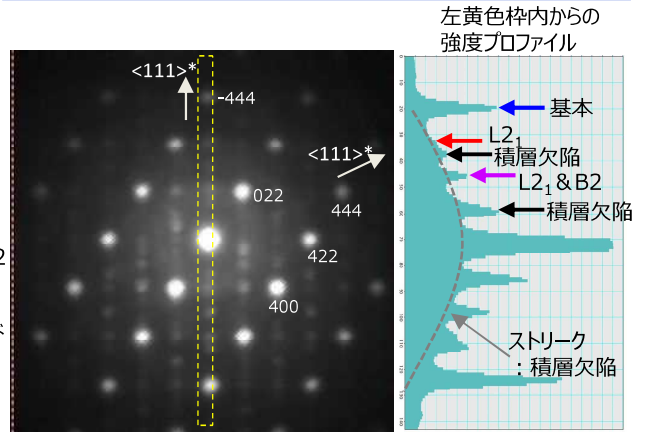 左黄色枠内からの
強度プロファイル
<111>*
-444
<111>*
022
444
422
400
2
ド
基本
L2₁
積層欠陥
L2₁&B2
積層欠陥
ストリーク
:積層欠陥